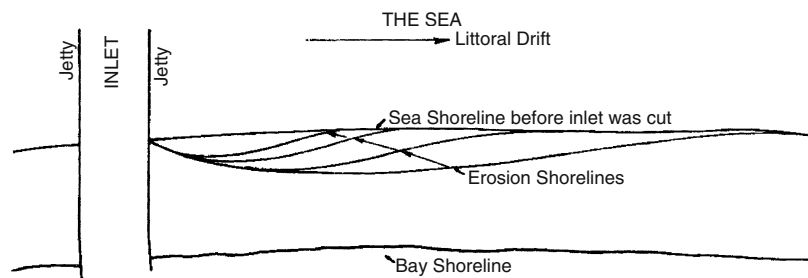 THE SEA
Littoral Drift
Jetty
INLET
Jetty
Sea Shoreline before inlet was cut
Erosion Shorelines
Bay Shoreline